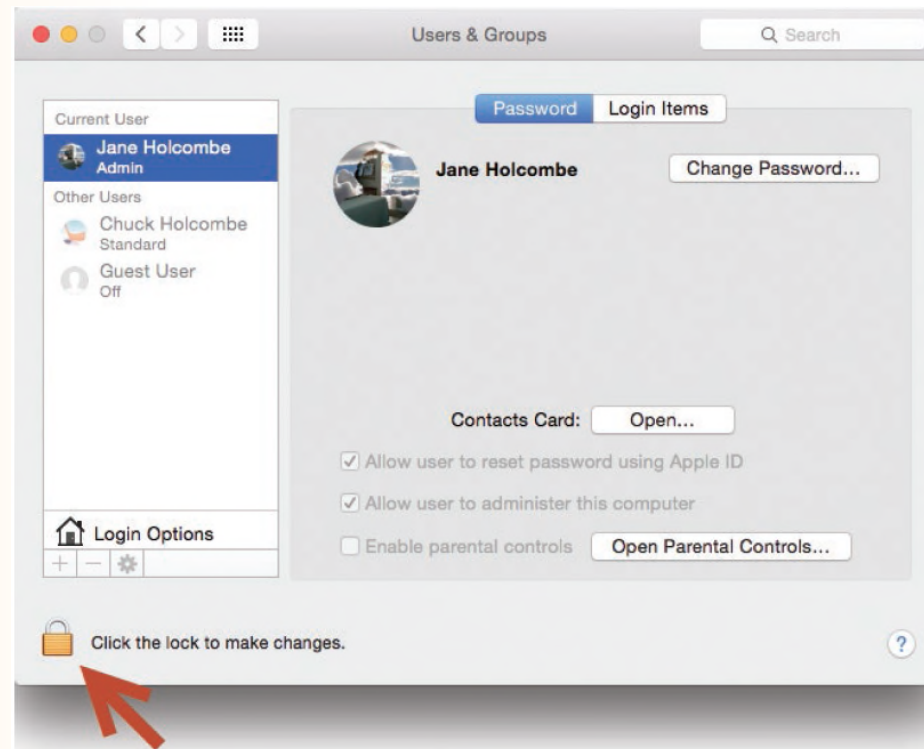 Users & Groups
Search
Current User
Jane Holcombe
Admin
Other Users
Chuck Holcombe
Standard
Guest User
Off
Login Options
Password
Login Items
Jane Holcombe
Change Password...
Contacts Card:
Open...
Allow user to reset password using Apple ID
Allow user to administer this computer
Enable parental controls
Open Parental Controls...
Click the lock to make changes.
?